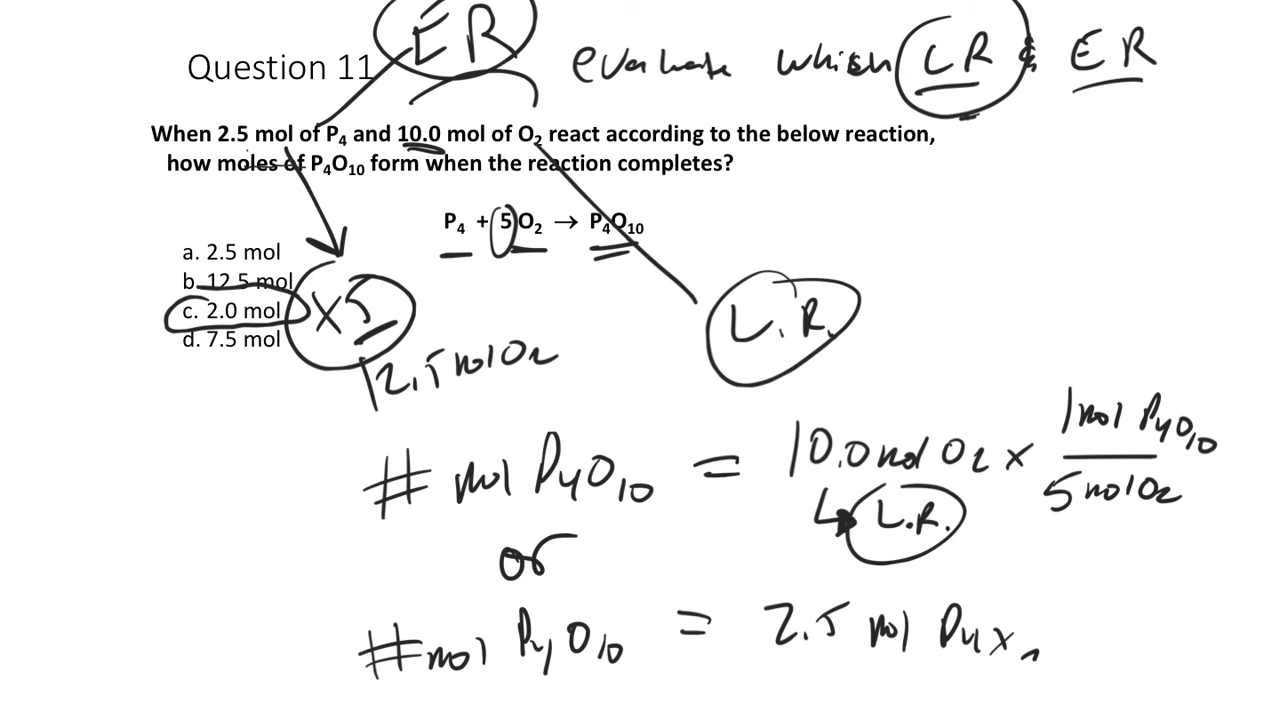 ER
Question 11
evaluate which LR & ER
When 2.5 mol of P₄ and 10.0 mol of O₂ react according to the below reaction,
how moles of P₄O₁₀ form when the reaction completes?
P₄ + 5O₂ → P₄O₁₀
a. 2.5 mol
b. 12.5 mol
c. 2.0 mol
d. 7.5 mol
x5
L.R.
12.5 mol O₂
# mol P₄O₁₀ = 10.0 mol O₂ x 1 mol P₄O₁₀ / 5 mol O₂
L.R.
or
# mol P₄O₁₀ = 2.5 mol P₄ x